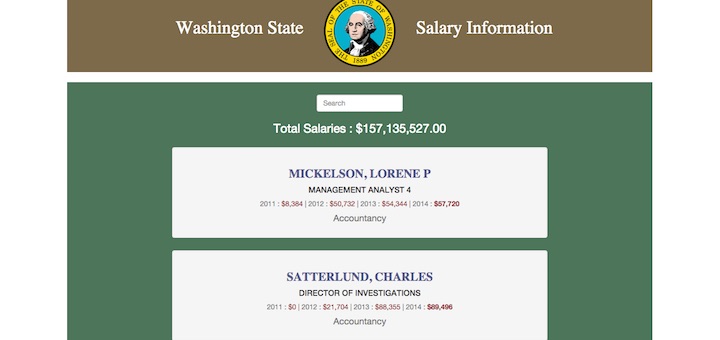 Washington State
Salary Information
THE SEAL OF THE STATE OF WASHINGTON
1889
Search
Total Salaries : $157,135,527.00
MICKELSON, LORENE P
MANAGEMENT ANALYST 4
2011 : $8,384 | 2012 : $50,732 | 2013 : $54,344 | 2014 : $57,720
Accountancy
SATTERLUND, CHARLES
DIRECTOR OF INVESTIGATIONS
2011 : $0 | 2012 : $21,704 | 2013 : $88,355 | 2014 : $89,496
Accountancy